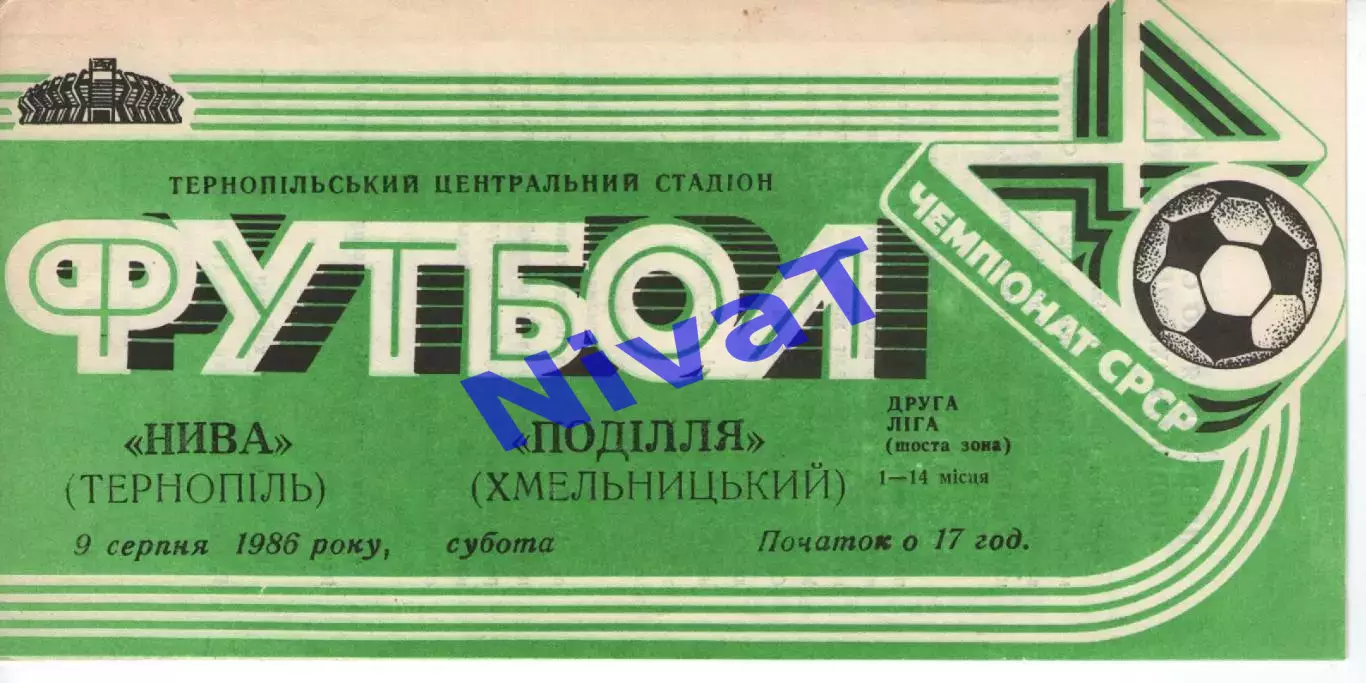 ТЕРНОПІЛЬСЬКИЙ ЦЕНТРАЛЬНИЙ СТАДІОН
ФУТБОЛ
ЧЕМПІОНАТ СРСР
«НИВА»
(ТЕРНОПІЛЬ)
«ПОДІЛЛЯ»
(ХМЕЛЬНИЦЬКИЙ)
ДРУГА
ЛІГА
(шоста зона)
1—14 місця
9 серпня 1986 року, субота Початок о 17 год.
NivaT